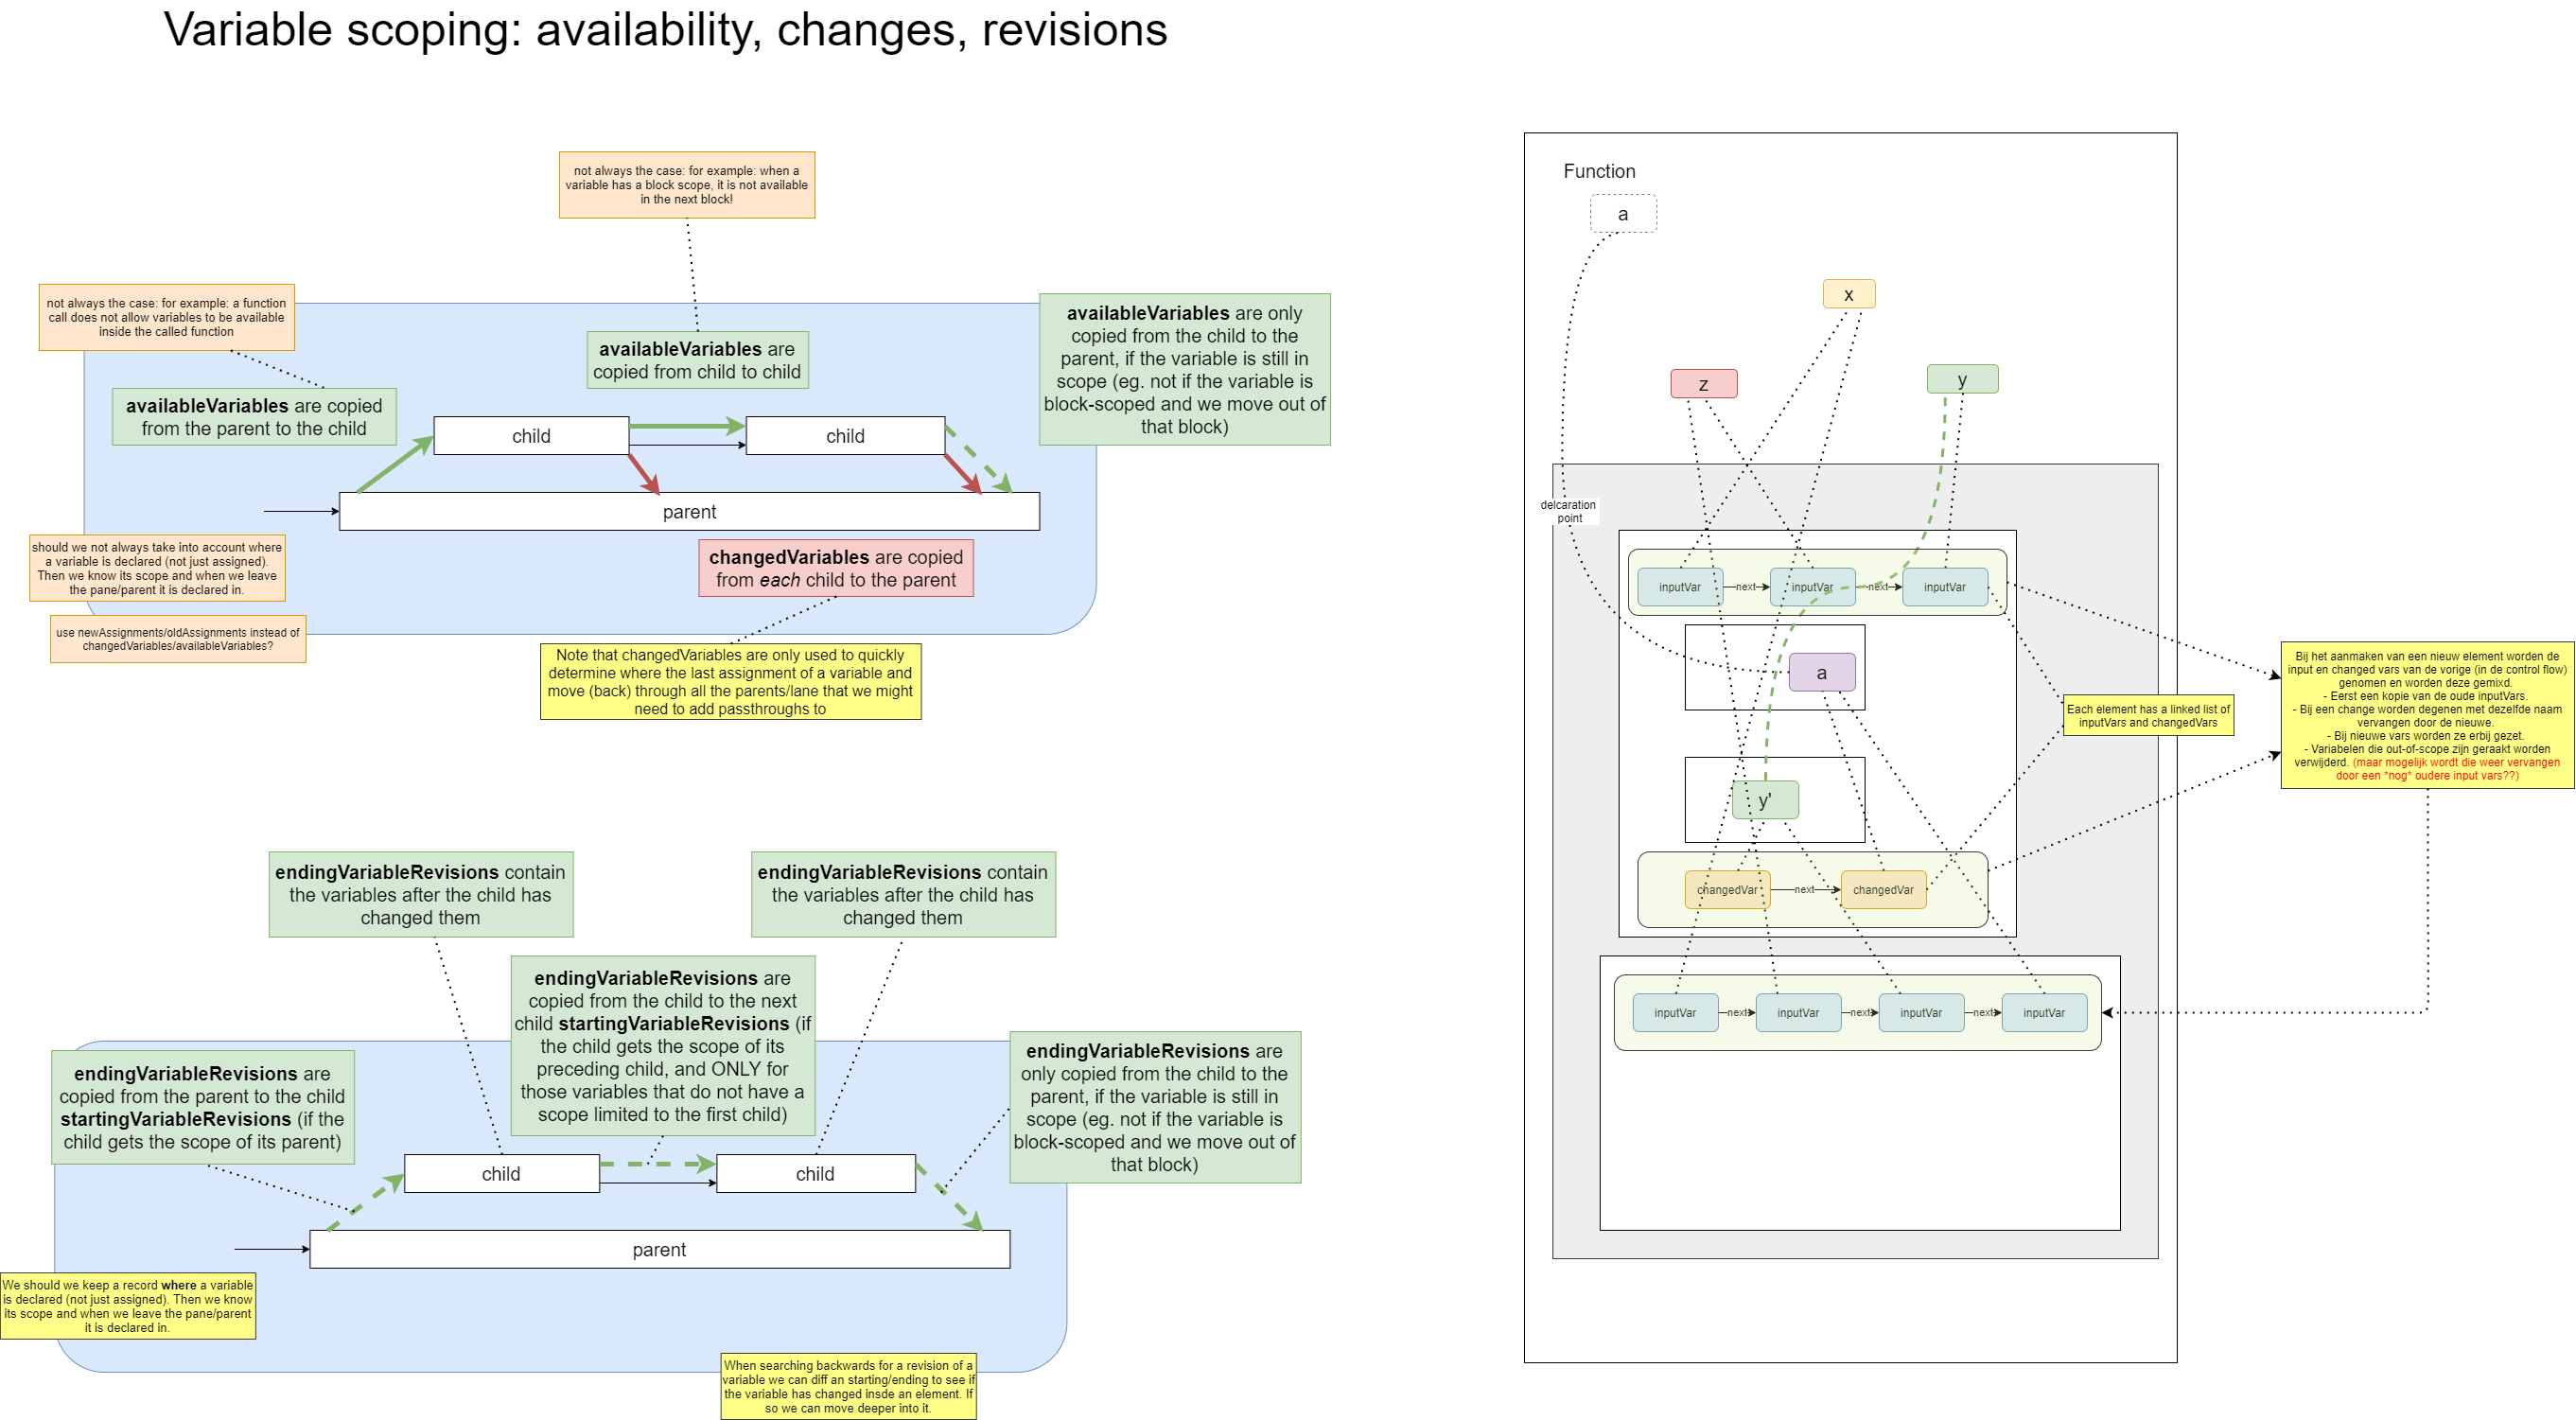 Variable scoping: availability, changes, revisions
not always the case: for example: when a
variable has a block scope, it is not available
in the next block!
not always the case: for example: a function
call does not allow variables to be available
inside the called function
availableVariables are
copied from child to child
availableVariables are only
copied from the child to the
parent, if the variable is still in
scope (eg. not if the variable is
block-scoped and we move out of
that block)
availableVariables are copied
from the parent to the child
child
child
parent
should we not always take into account where
a variable is declared (not just assigned).
Then we know its scope and when we leave
the pane/parent it is declared in.
changedVariables are copied
from each child to the parent
use newAssignments/oldAssignments instead of
changedVariables/availableVariables?
Note that changedVariables are only used to quickly
determine where the last assignment of a variable and
move (back) through all the parents/lane that we might
need to add passthroughs to
endingVariableRevisions contain
the variables after the child has
changed them
endingVariableRevisions contain
the variables after the child has
changed them
endingVariableRevisions are
copied from the child to the next
child startingVariableRevisions (if
the child gets the scope of its
preceding child, and ONLY for
those variables that do not have a
scope limited to the first child)
endingVariableRevisions are
only copied from the child to the
parent, if the variable is still in
scope (eg. not if the variable is
block-scoped and we move out of
that block)
endingVariableRevisions are
copied from the parent to the child
startingVariableRevisions (if the
child gets the scope of its parent)
child
child
parent
We should we keep a record where a variable
is declared (not just assigned). Then we know
its scope and when we leave the pane/parent
it is declared in.
When searching backwards for a revision of a
variable we can diff an starting/ending to see if
the variable has changed insde an element. If
so we can move deeper into it.
Function
a
x
z
y
delcaration
point
inputVar
next
inputVar
next
inputVar
a
y'
changedVar
next
changedVar
inputVar
next
inputVar
next
inputVar
next
inputVar
Each element has a linked list of
inputVars and changedVars
Bij het aanmaken van een nieuw element worden de
input en changed vars van de vorige (in de control flow)
genomen en worden deze gemixd.
- Eerst een kopie van de oude inputVars.
- Bij een change worden degenen met dezelfde naam
vervangen door de nieuwe.
- Bij nieuwe vars worden ze erbij gezet.
- Variabelen die out-of-scope zijn geraakt worden
verwijderd. (maar mogelijk wordt die weer vervangen
door een *nog* oudere input vars??)